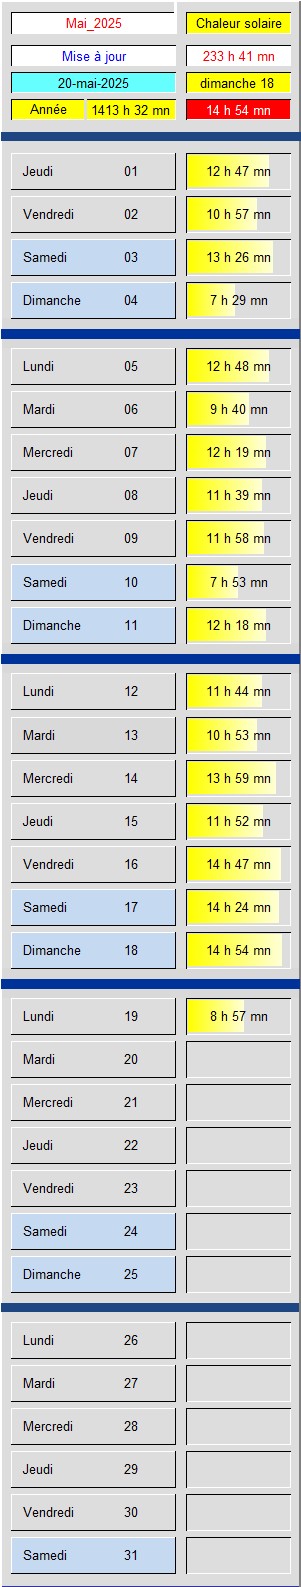 Mai_2025 Chaleur solaire
Mise à jour 233 h 41 mn
20-mai-2025 dimanche 18
Année 1413 h 32 mn 14 h 54 mn
Jeudi 01 12 h 47 mn
Vendredi 02 10 h 57 mn
Samedi 03 13 h 26 mn
Dimanche 04 7 h 29 mn
Lundi 05 12 h 48 mn
Mardi 06 9 h 40 mn
Mercredi 07 12 h 19 mn
Jeudi 08 11 h 39 mn
Vendredi 09 11 h 58 mn
Samedi 10 7 h 53 mn
Dimanche 11 12 h 18 mn
Lundi 12 11 h 44 mn
Mardi 13 10 h 53 mn
Mercredi 14 13 h 59 mn
Jeudi 15 11 h 52 mn
Vendredi 16 14 h 47 mn
Samedi 17 14 h 24 mn
Dimanche 18 14 h 54 mn
Lundi 19 8 h 57 mn
Mardi 20
Mercredi 21
Jeudi 22
Vendredi 23
Samedi 24
Dimanche 25
Lundi 26
Mardi 27
Mercredi 28
Jeudi 29
Vendredi 30
Samedi 31